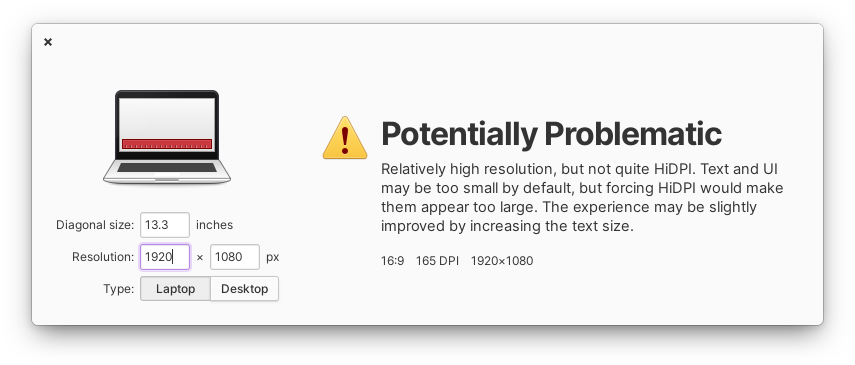 ×
Diagonal size: 13.3 inches
Resolution: 1920 × 1080 px
Type: Laptop Desktop
Potentially Problematic
Relatively high resolution, but not quite HiDPI. Text and UI
may be too small by default, but forcing HiDPI would make
them appear too large. The experience may be slightly
improved by increasing the text size.
16:9 165 DPI 1920×1080